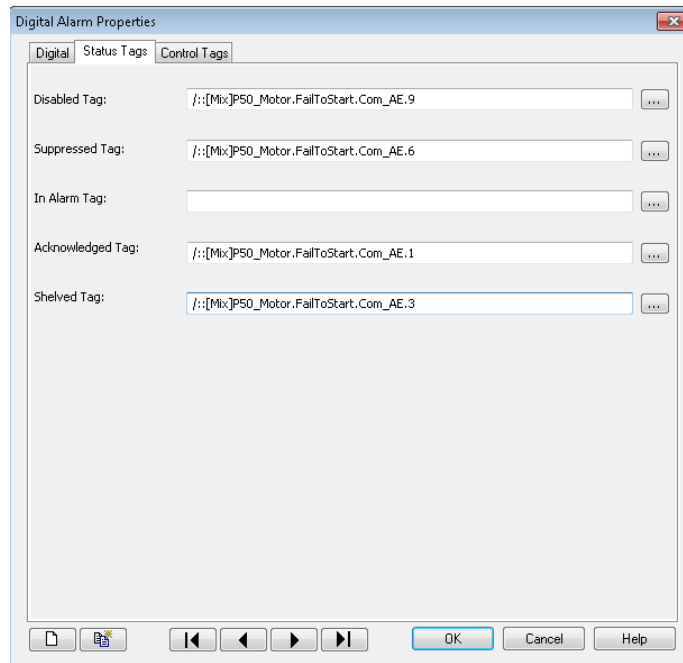 Digital Alarm Properties
Digital Status Tags Control Tags
Disabled Tag: /::[Mix]P50_Motor.FailToStart.Com_AE.9 ...
Suppressed Tag: /::[Mix]P50_Motor.FailToStart.Com_AE.6 ...
In Alarm Tag: ...
Acknowledged Tag: /::[Mix]P50_Motor.FailToStart.Com_AE.1 ...
Shelved Tag: /::[Mix]P50_Motor.FailToStart.Com_AE.3 ...
OK Cancel Help